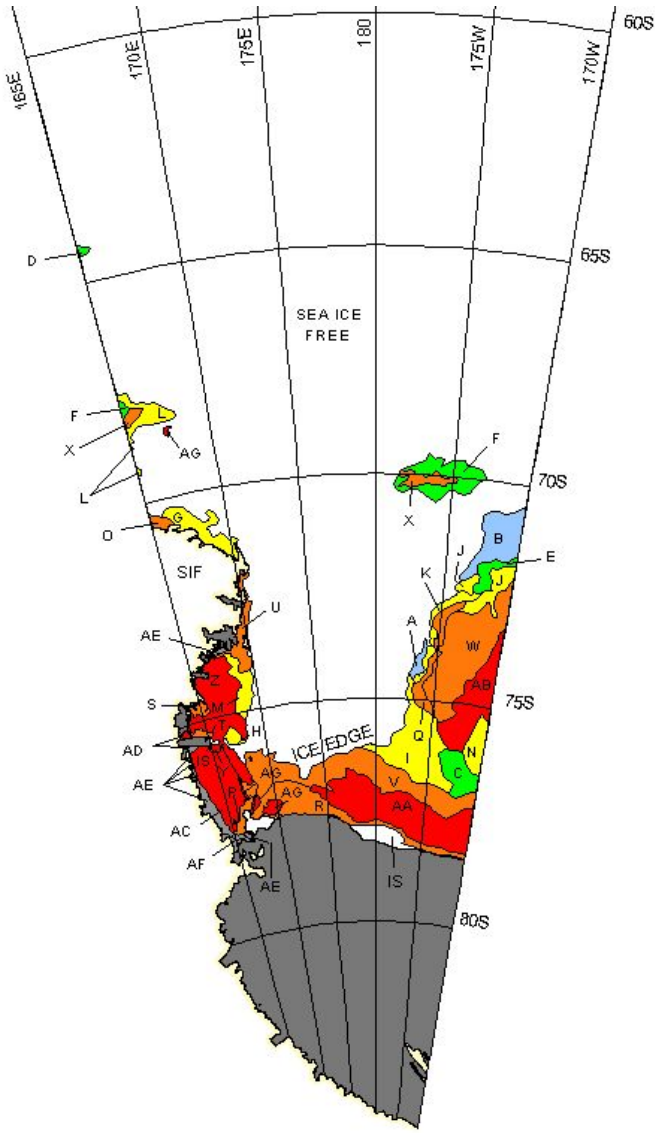 60S
165E
170E
175E
180
175W
170W
D
65S
SEA ICE
FREE
F
L
X
AG
L
F
70S
X
O
G
B
SIF
J
E
K
J
U
A
AE
W
Z
AB
S
M
75S
T
H
Q
AD
ICE EDGE
N
IS
I
AE
AG
V
C
R
AG
R
AA
AC
AF
AE
IS
80S